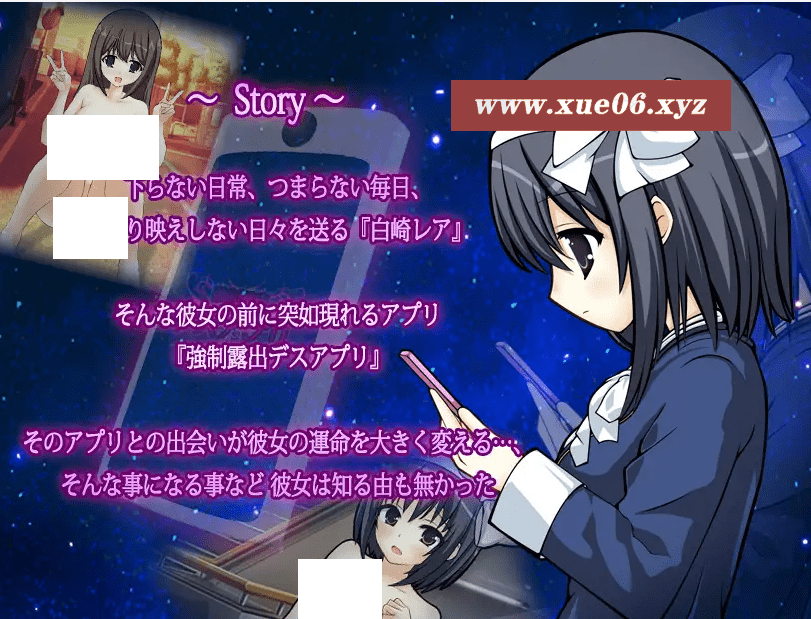 ～ Story ～
www.xue06.xyz
下らない日常、つまらない毎日、
り映えしない日々を送る『白崎レア』
そんな彼女の前に突如現れるアプリ
『強制露出デスアプリ』
そのアプリとの出会いが彼女の運命を大きく変える…、
そんな事になる事など 彼女は知る由も無かった